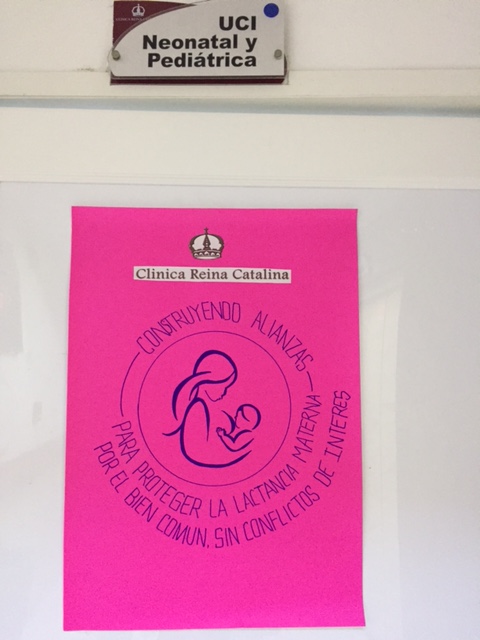 UCI
Neonatal y
Pediátrica
Clinica Reina Catalina
CONSTRUYENDO ALIANZAS
PARA PROTEGER LA LACTANCIA MATERNA
POR EL BIEN COMUN, SIN CONFLICTOS DE INTERES